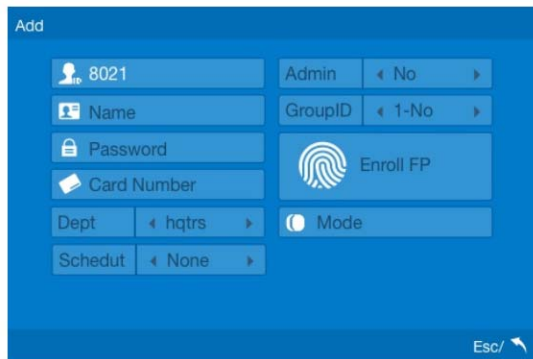 Add
8021
Name
Password
Card Number
Dept hqtrs
Schedut None
Admin No
GroupID 1-No
Enroll FP
Mode
Esc/